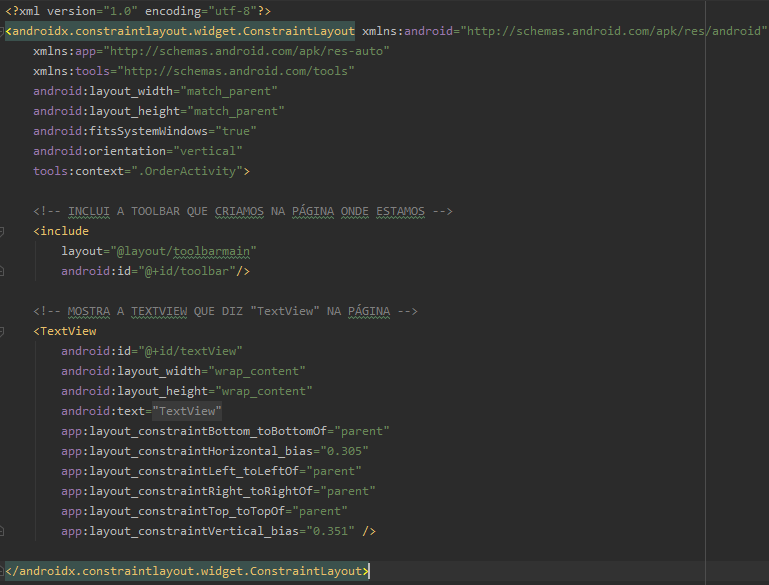 <?xml version="1.0" encoding="utf-8"?>
<androidx.constraintlayout.widget.ConstraintLayout xmlns:android="http://schemas.android.com/apk/res/android"
    xmlns:app="http://schemas.android.com/apk/res-auto"
    xmlns:tools="http://schemas.android.com/tools"
    android:layout_width="match_parent"
    android:layout_height="match_parent"
    android:fitsSystemWindows="true"
    android:orientation="vertical"
    tools:context=".OrderActivity">

    <!-- INCLUI A TOOLBAR QUE CRIAMOS NA PÁGINA ONDE ESTAMOS -->
    <include
        layout="@layout/toolbarmain"
        android:id="@+id/toolbar"/>

    <!-- MOSTRA A TEXTVIEW QUE DIZ "TextView" NA PÁGINA -->
    <TextView
        android:id="@+id/textView"
        android:layout_width="wrap_content"
        android:layout_height="wrap_content"
        android:text="TextView"
        app:layout_constraintBottom_toBottomOf="parent"
        app:layout_constraintHorizontal_bias="0.305"
        app:layout_constraintLeft_toLeftOf="parent"
        app:layout_constraintRight_toRightOf="parent"
        app:layout_constraintTop_toTopOf="parent"
        app:layout_constraintVertical_bias="0.351" />

</androidx.constraintlayout.widget.ConstraintLayout>